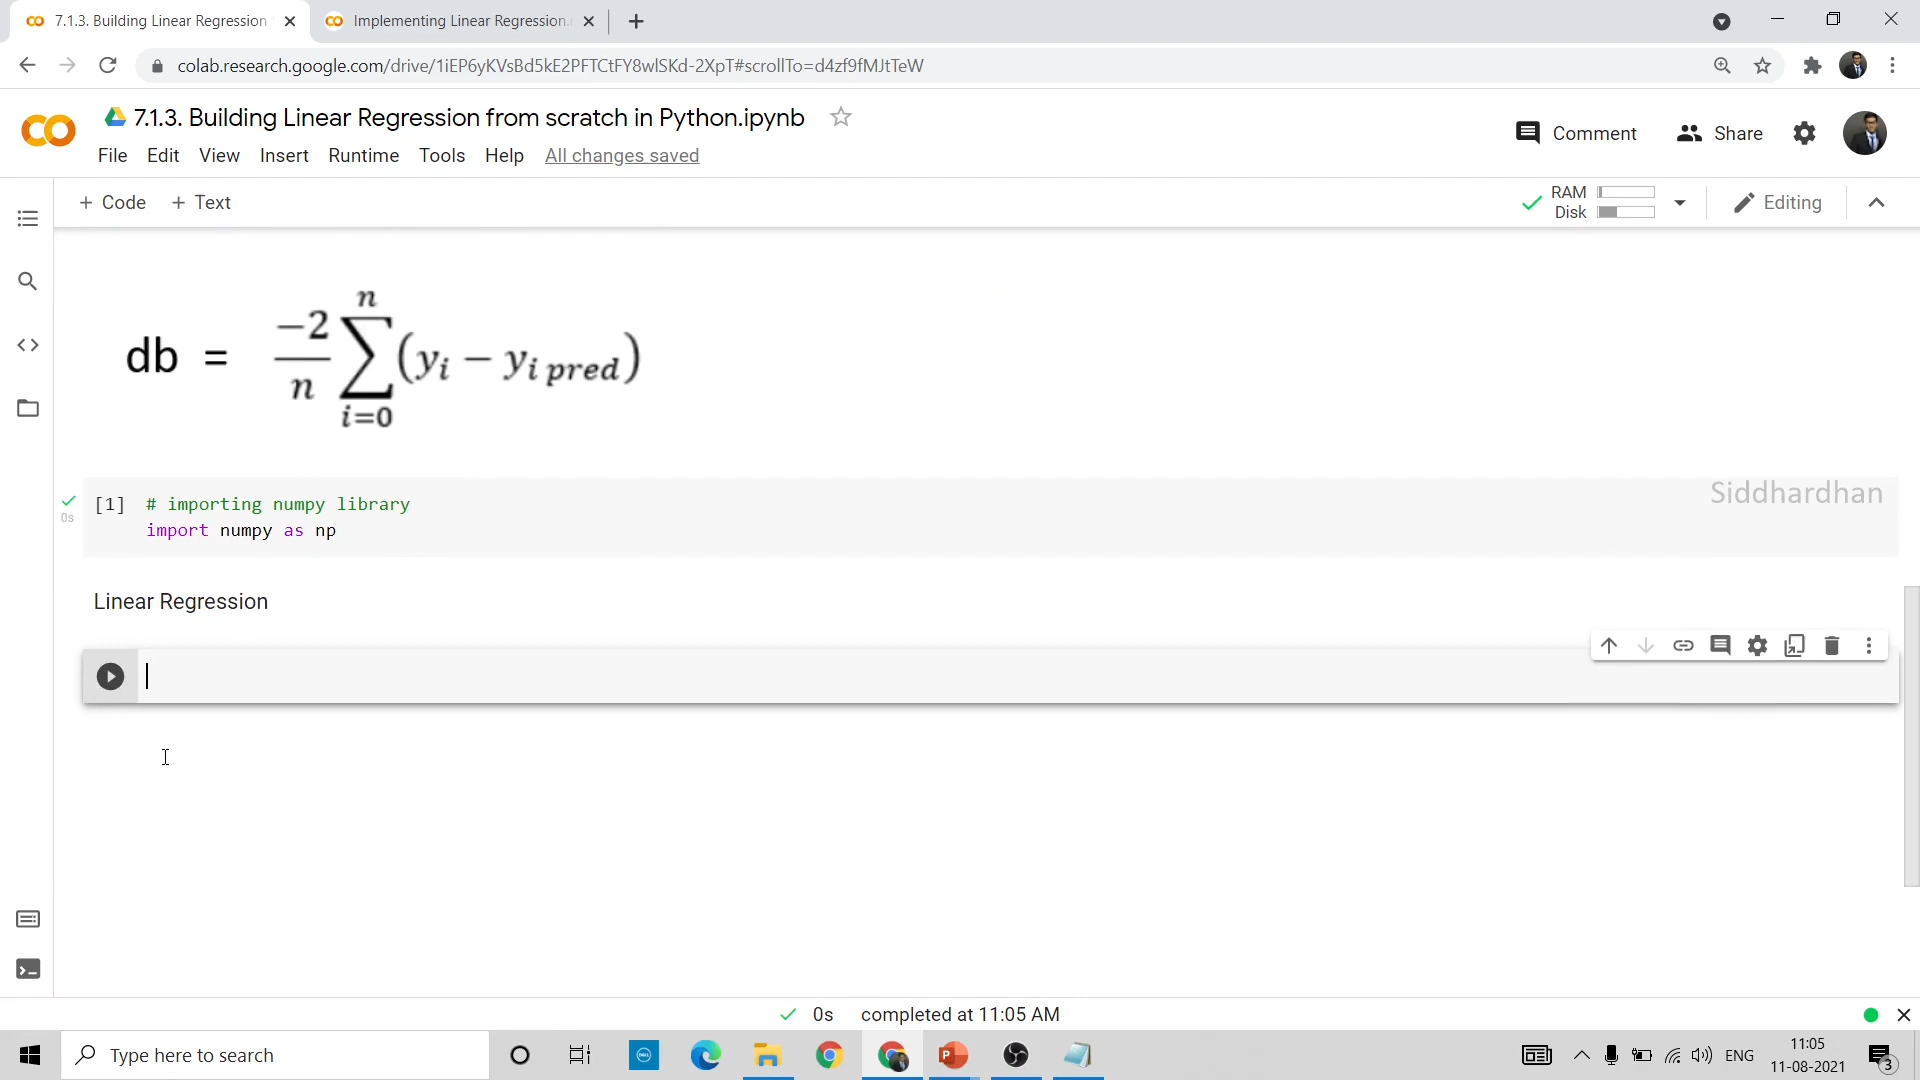 7.1.3. Building Linear Regression
Implementing Linear Regression.
colab.research.google.com/drive/1iEP6yKVsBd5kE2PFTCtFY8wlSKd-2XpT#scrollTo=d4zf9fMJtTeW
7.1.3. Building Linear Regression from scratch in Python.ipynb
Comment
Share
File Edit View Insert Runtime Tools Help All changes saved
+ Code + Text
RAM
Disk
Editing
db = −2/n ∑ i=0 n (yi − yi pred)
Siddhardhan
[1] # importing numpy library
0s
import numpy as np
Linear Regression
0s completed at 11:05 AM
Type here to search
DELL
ENG
11:05
11-08-2021
3